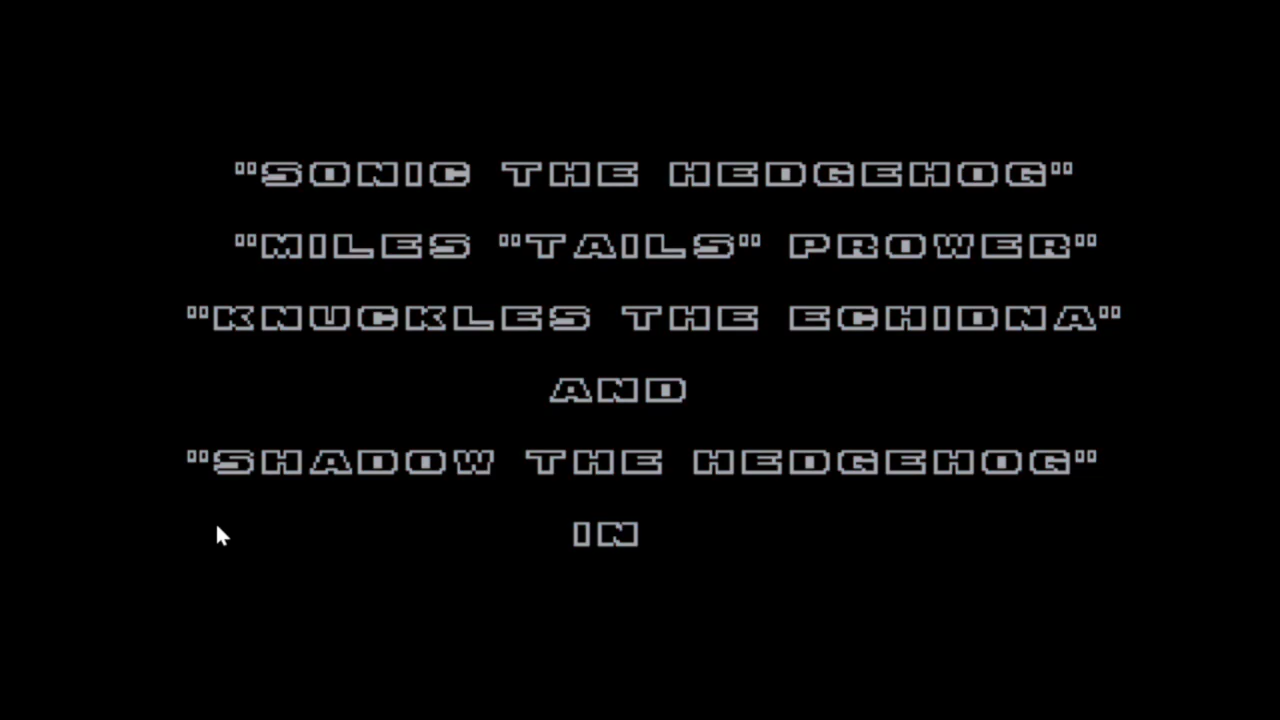 "SONIC THE HEDGEHOG"
"MILES "TAILS" PROWER"
"KNUCKLES THE ECHIDNA"
AND
"SHADOW THE HEDGEHOG"
IN